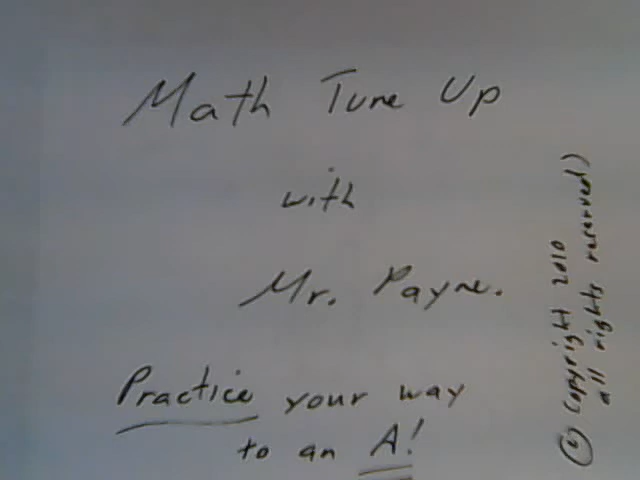 Math Tune Up
with
Mr. Payne.
Practice your way
to an A!
(c) Copyright 2010
all rights reserved)